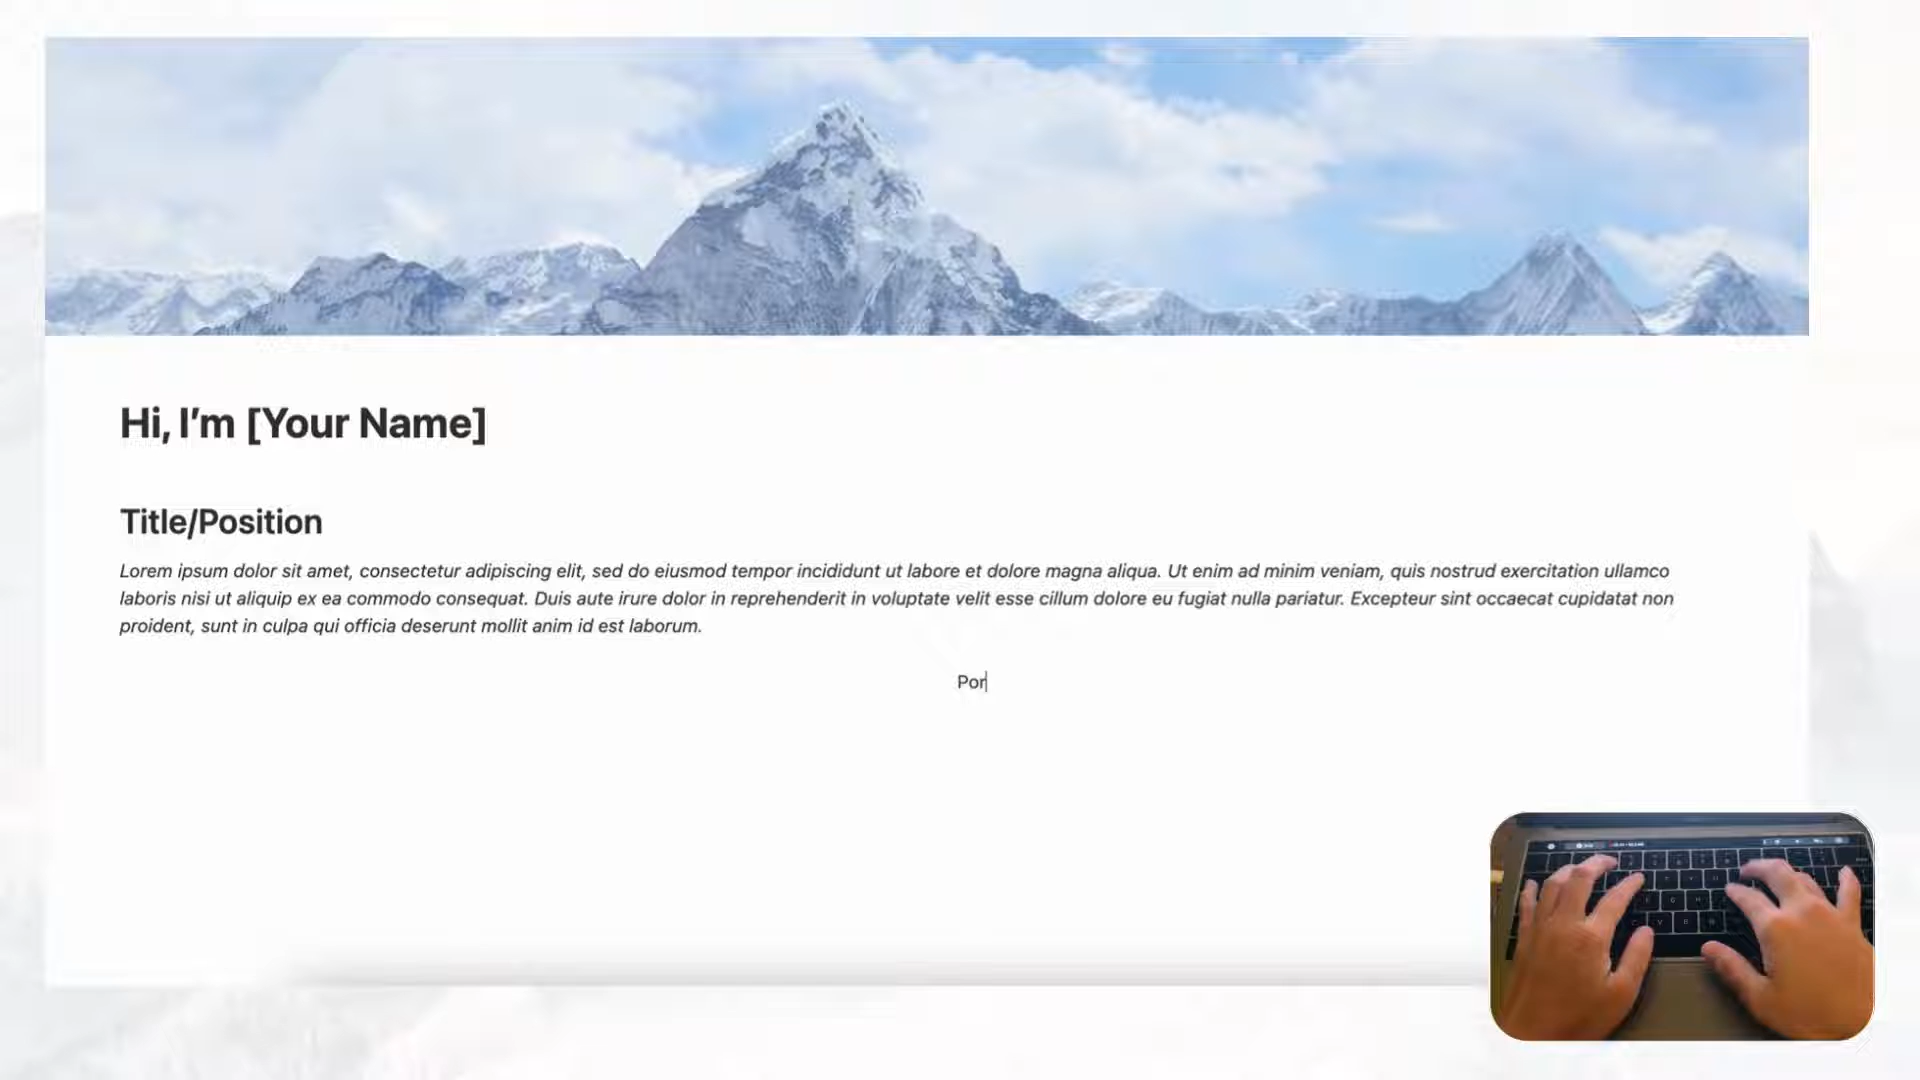 Hi, I’m [Your Name]
Title/Position
Lorem ipsum dolor sit amet, consectetur adipiscing elit, sed do eiusmod tempor incididunt ut labore et dolore magna aliqua. Ut enim ad minim veniam, quis nostrud exercitation ullamco
laboris nisi ut aliquip ex ea commodo consequat. Duis aute irure dolor in reprehenderit in voluptate velit esse cillum dolore eu fugiat nulla pariatur. Excepteur sint occaecat cupidatat non
proident, sunt in culpa qui officia deserunt mollit anim id est laborum.
Por